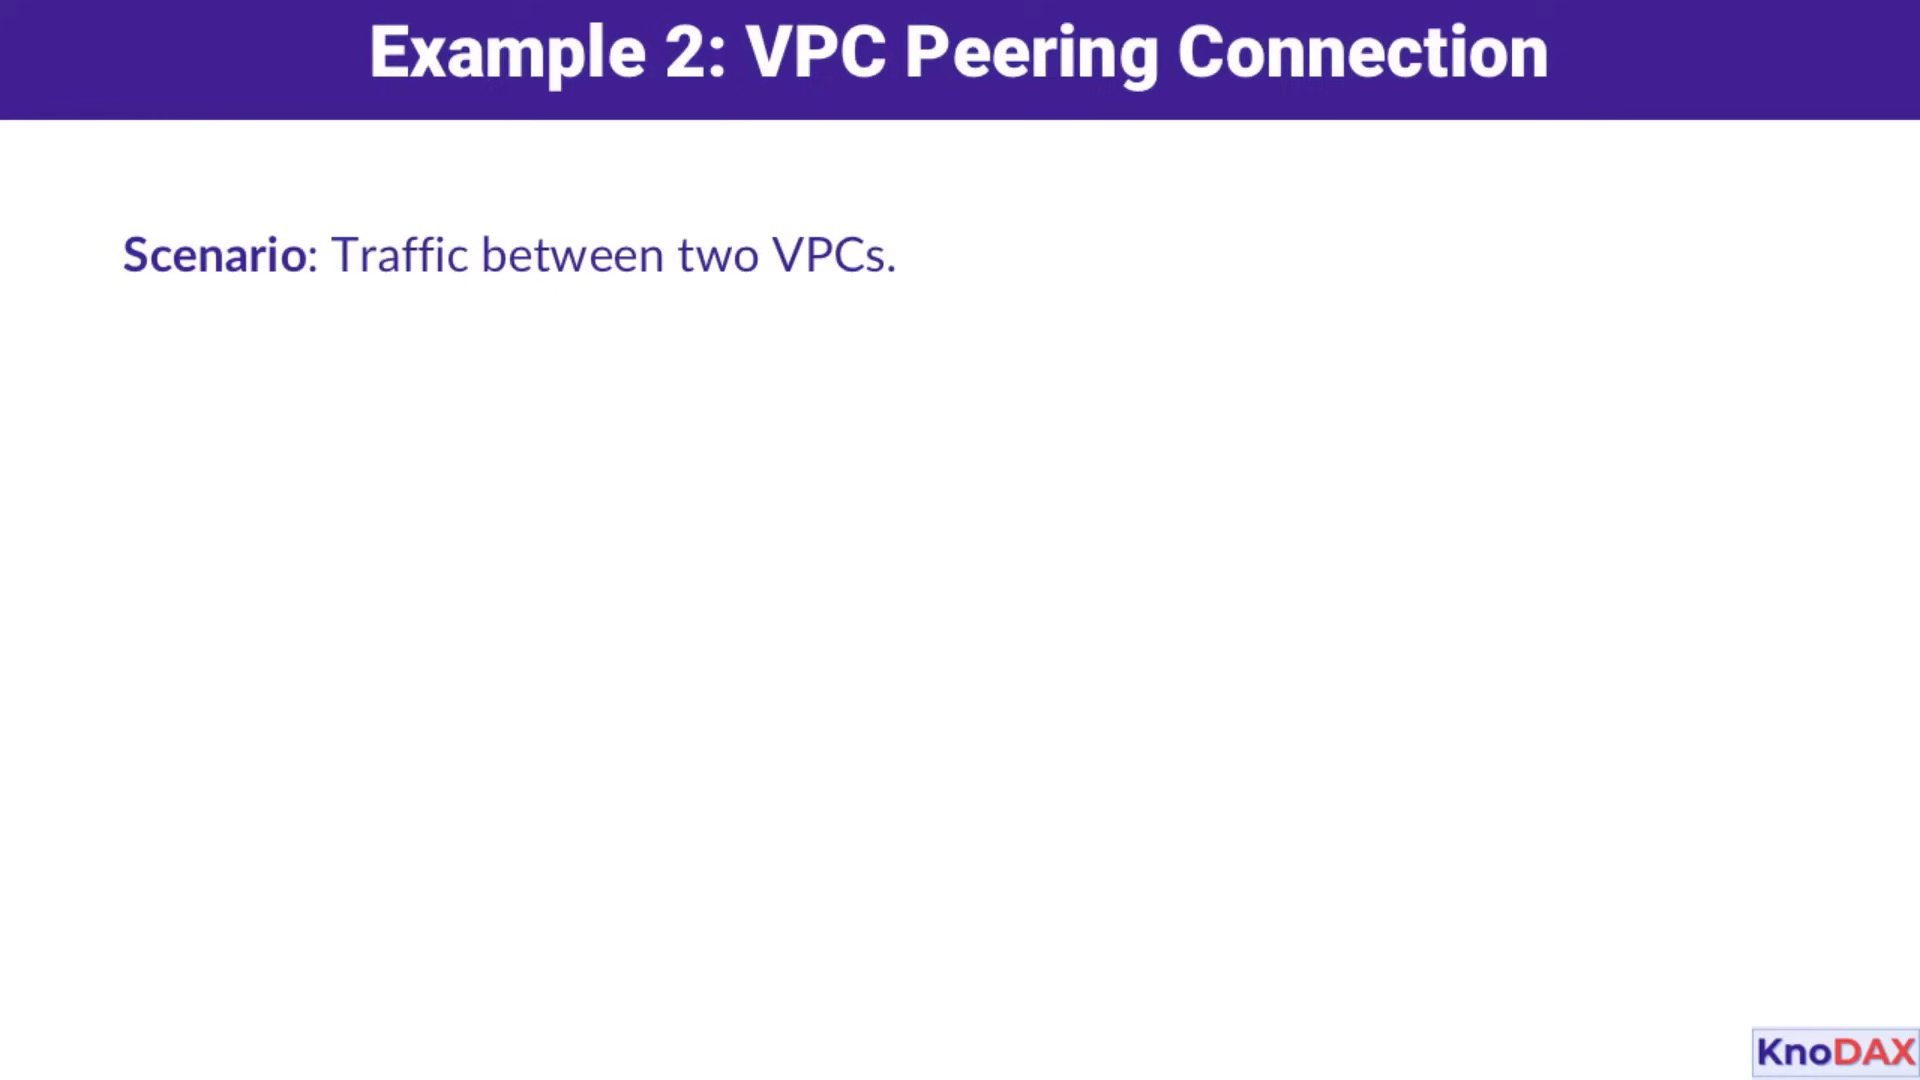 Example 2: VPC Peering Connection
Scenario: Traffic between two VPCs.
KnoDAX